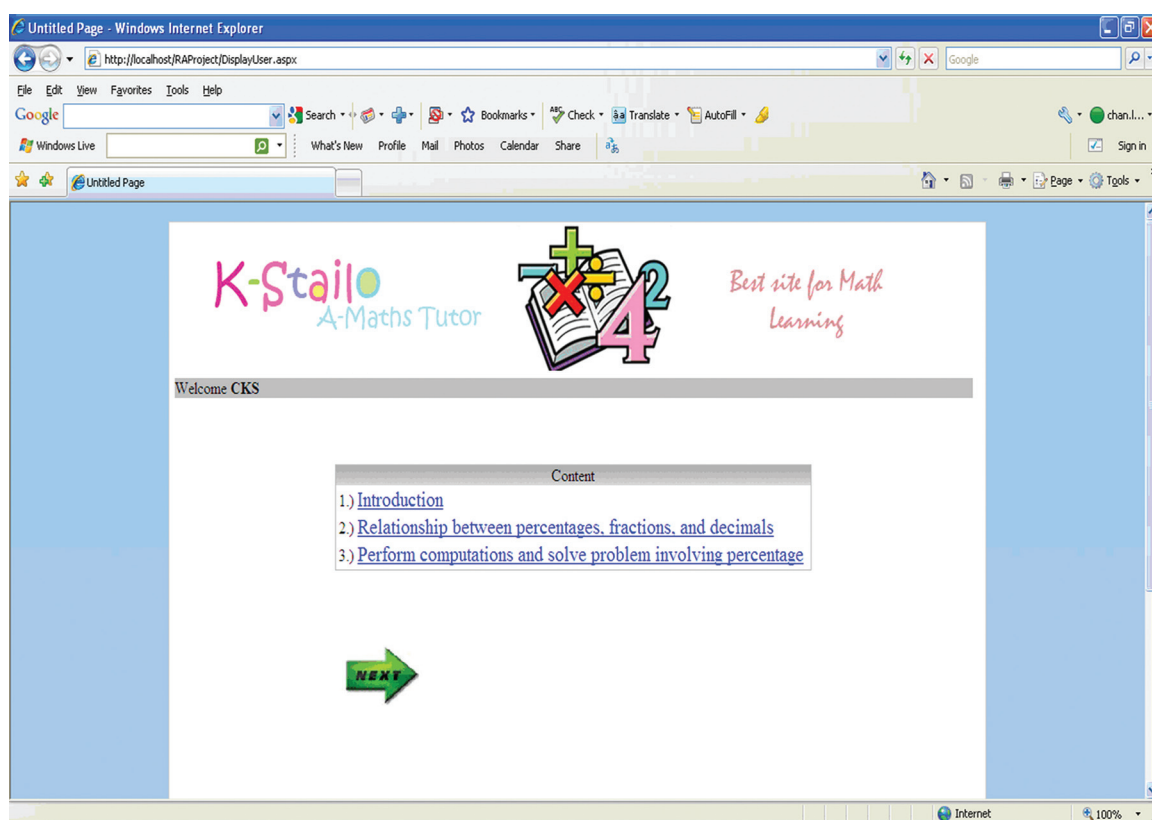 Untitled Page - Windows Internet Explorer
http://localhost/RAProject/DisplayUser.aspx
Google
File Edit View Favorites Tools Help
Google Search Bookmarks ABC Check Translate AutoFill chan.l...
Windows Live What's New Profile Mail Photos Calendar Share Sign in
Untitled Page Page Tools
K-Stailo
A-Maths Tutor
Best site for Math
Learning
Welcome CKS
Content
1.) Introduction
2.) Relationship between percentages, fractions, and decimals
3.) Perform computations and solve problem involving percentage
NEXT
Internet 100%